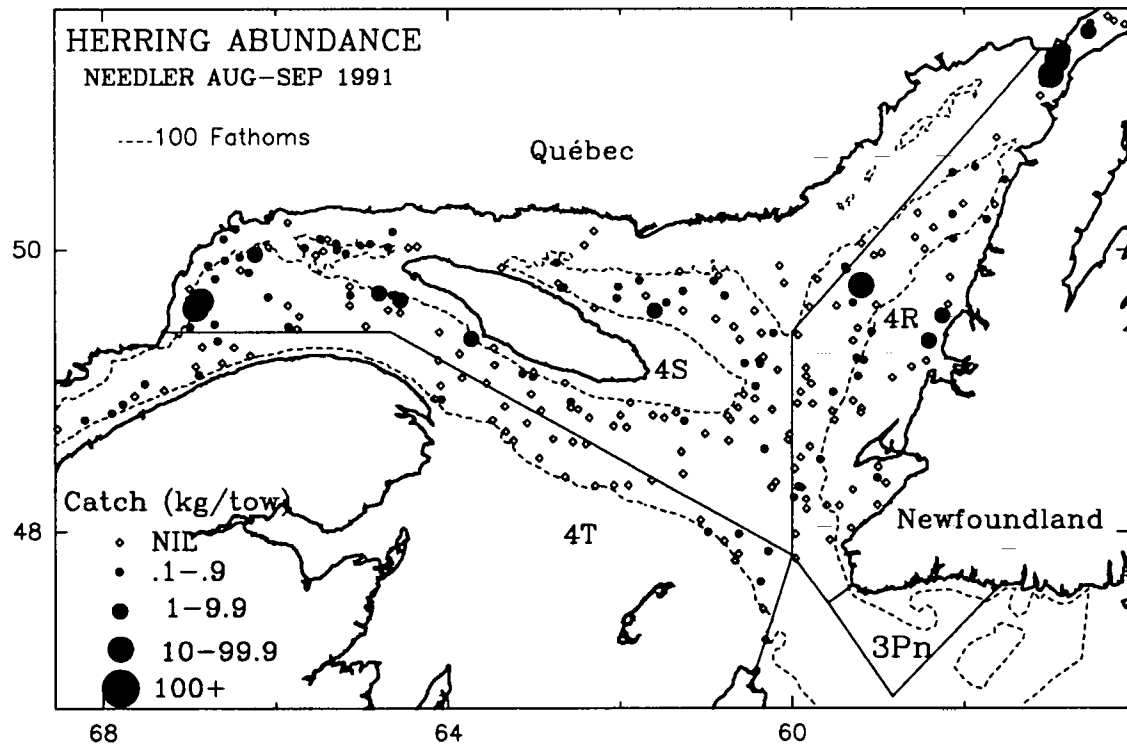 HERRING ABUNDANCE
NEEDLER AUG-SEP 1991
----100 Fathoms
Québec
50
4R
4S
Catch (kg/tow)
NIL
.1-.9
1-9.9
10-99.9
100+
48
4T
Newfoundland
3Pn
68
64
60